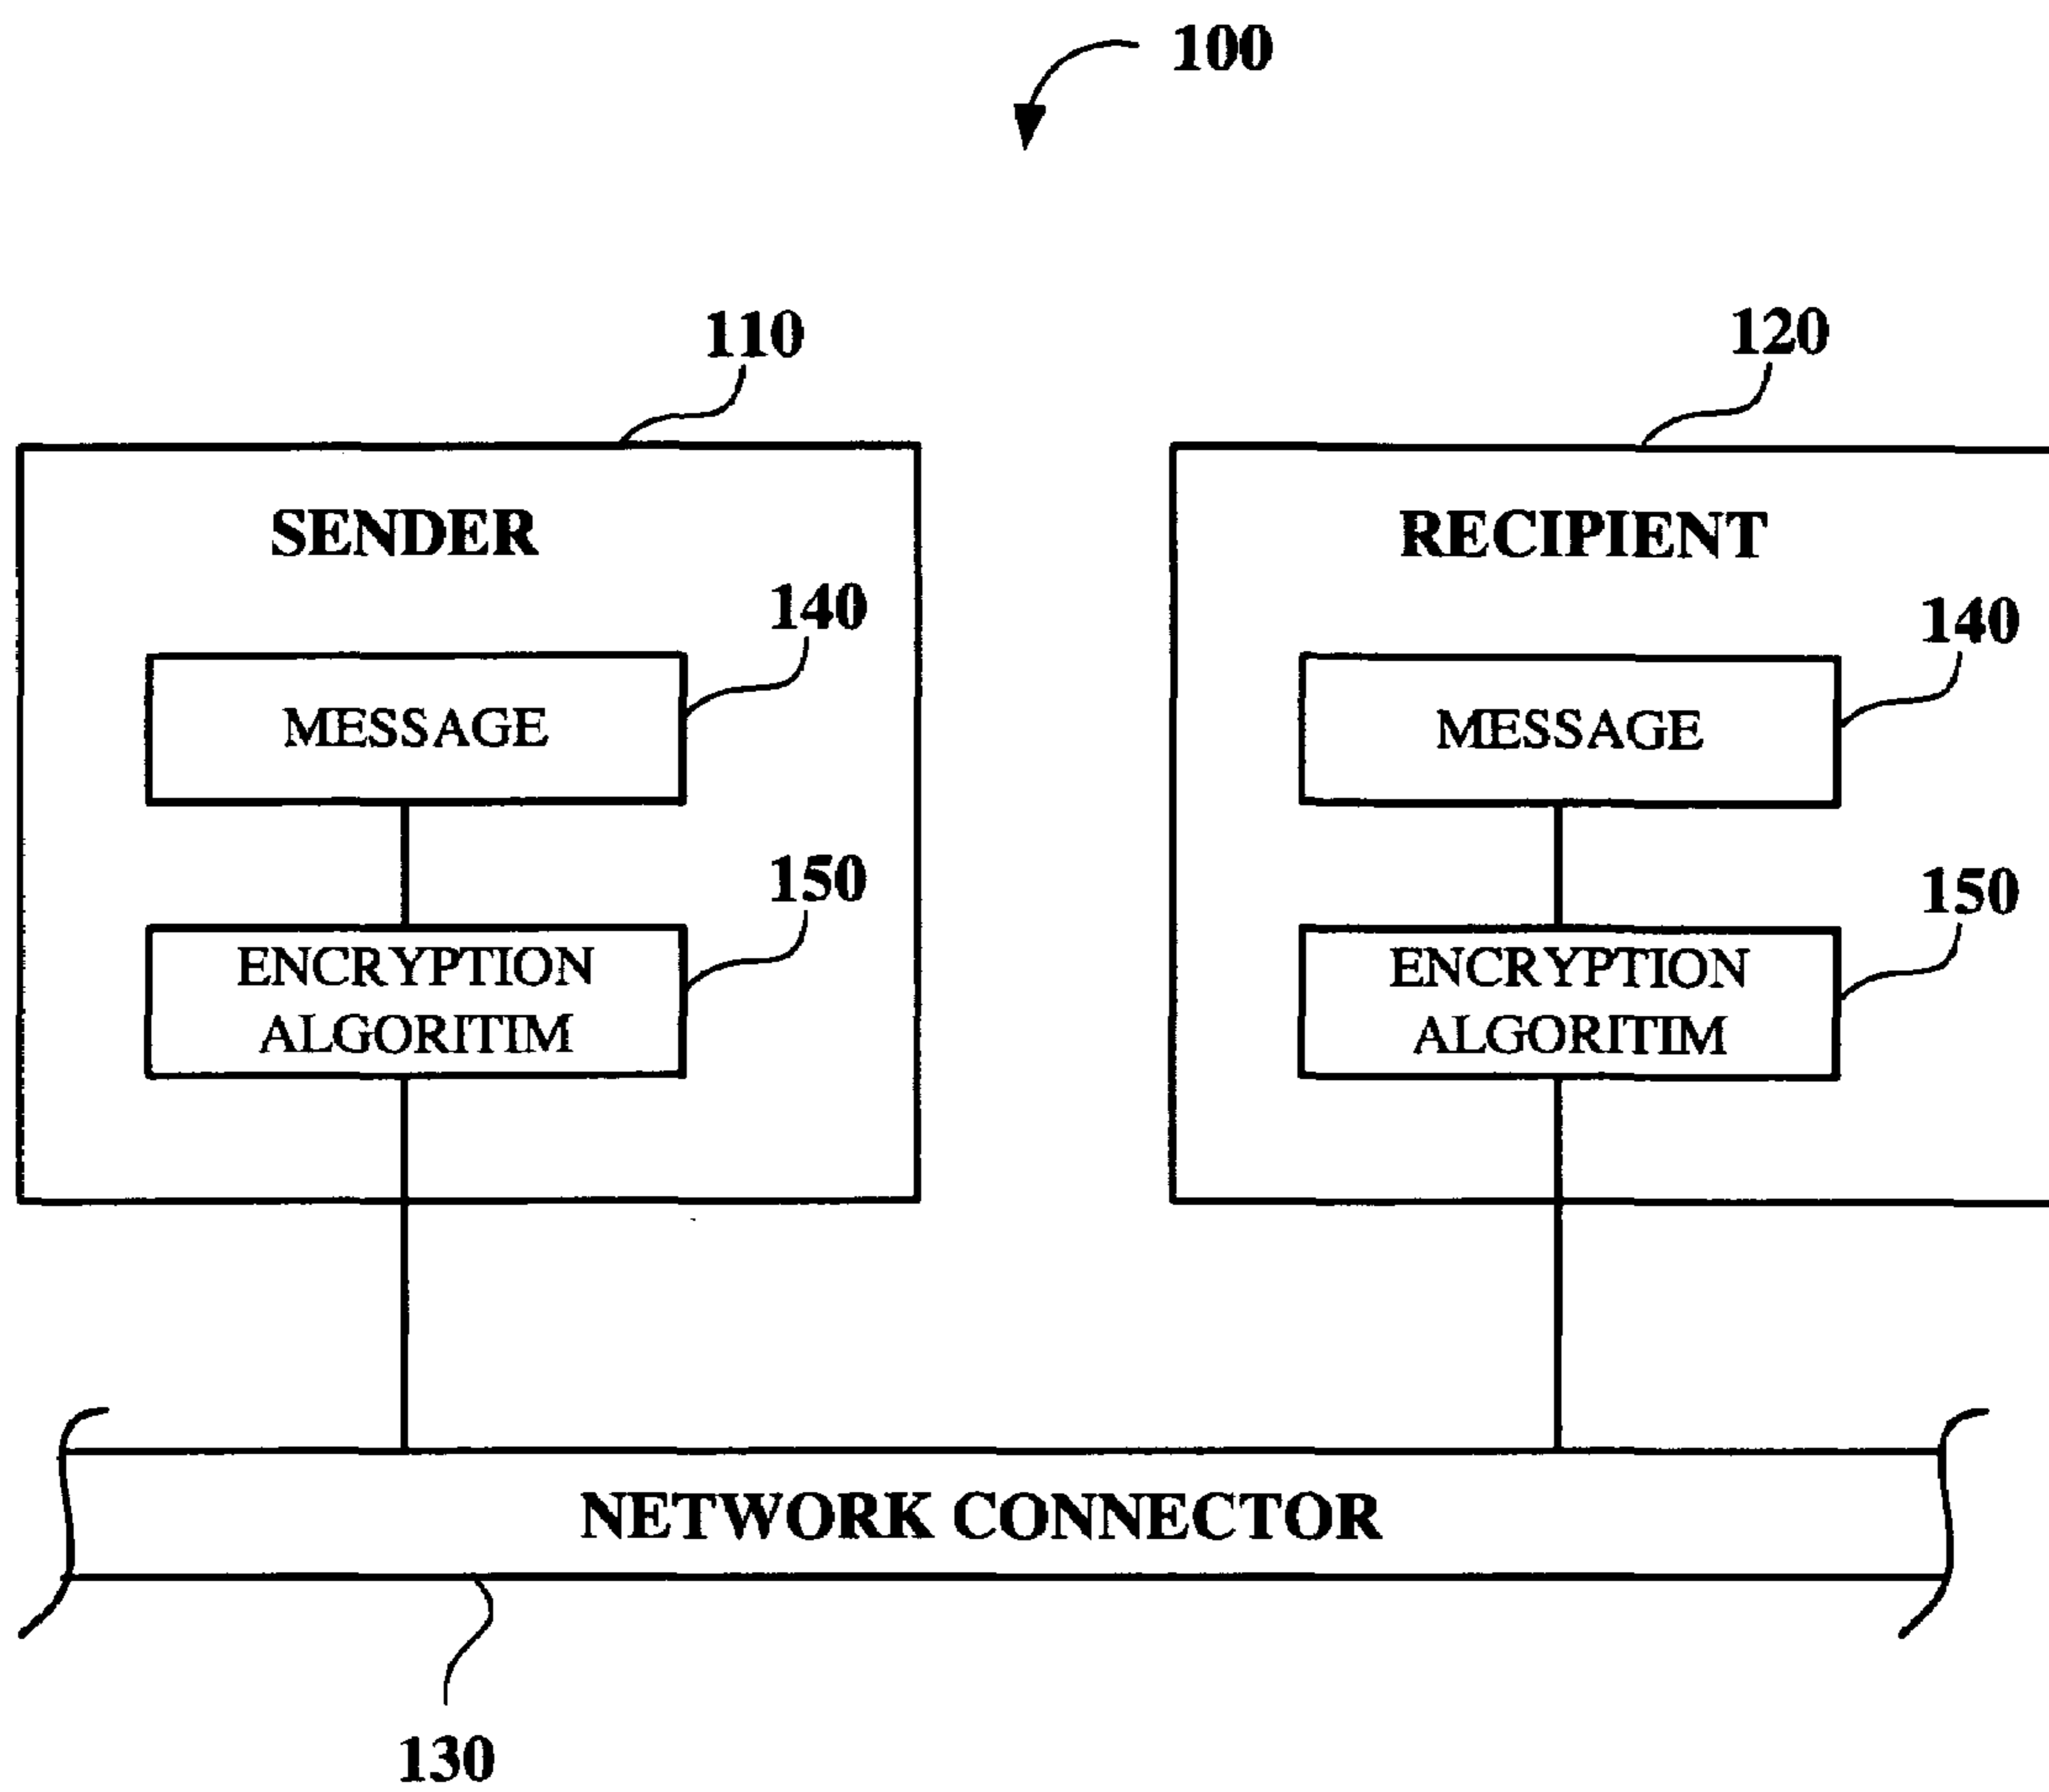 100
110
120
SENDER
RECIPIENT
140
140
MESSAGE
MESSAGE
150
150
ENCRYPTION
ALGORITIM
ENCRYPTION
ALGORITIM
NETWORK CONNECTOR
130